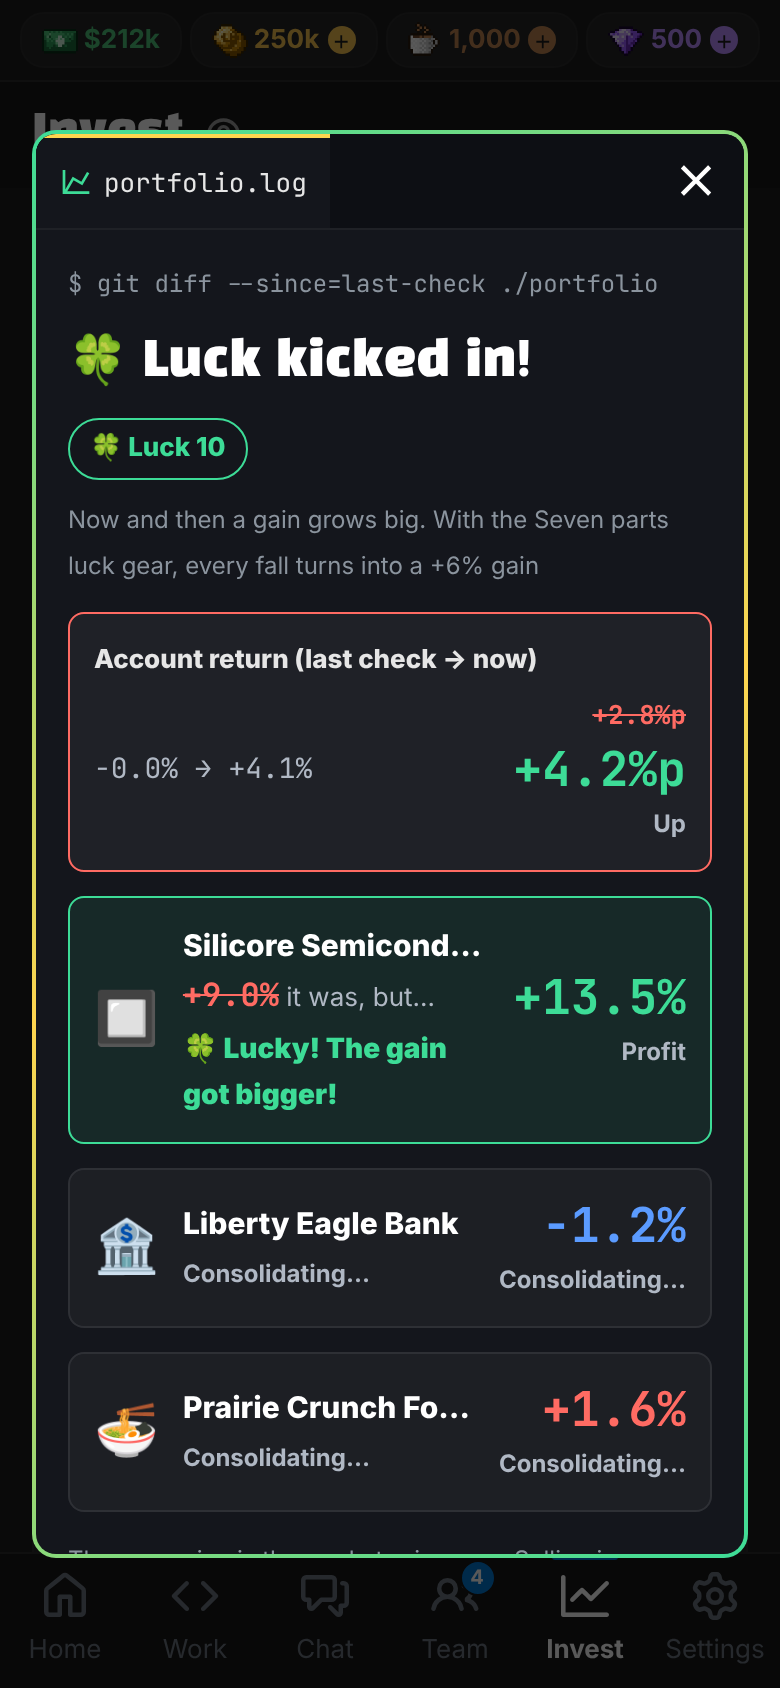 $212k
250k
1,000
500
Invest
portfolio.log
$ git diff --since=last-check ./portfolio
Luck kicked in!
Luck 10
Now and then a gain grows big. With the Seven parts
luck gear, every fall turns into a +6% gain
Account return (last check → now)
+2.8%p
-0.0% → +4.1%
+4.2%p
Up
Silicore Semicond...
+9.0% it was, but...
+13.5%
Lucky! The gain
got bigger!
Profit
Liberty Eagle Bank
-1.2%
Consolidating...
Consolidating...
Prairie Crunch Fo...
+1.6%
Consolidating...
Consolidating...
4
Home
Work
Chat
Team
Invest
Settings